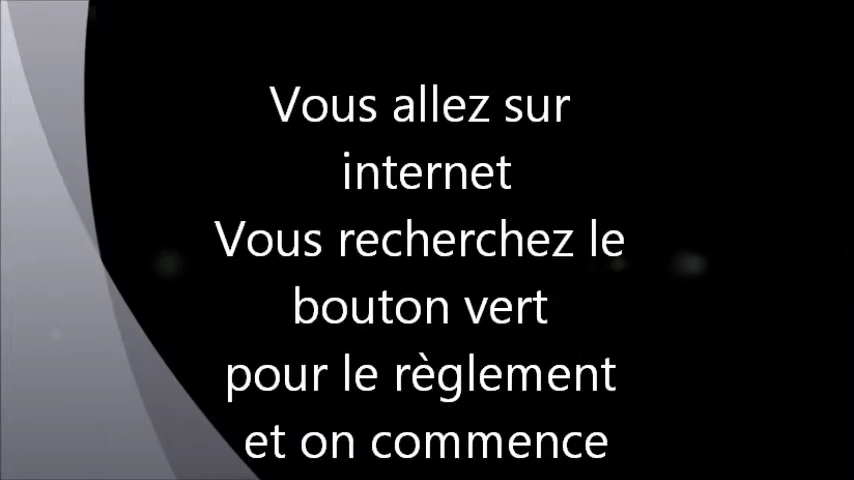 Vous allez sur
internet
Vous recherchez le
bouton vert
pour le règlement
et on commence